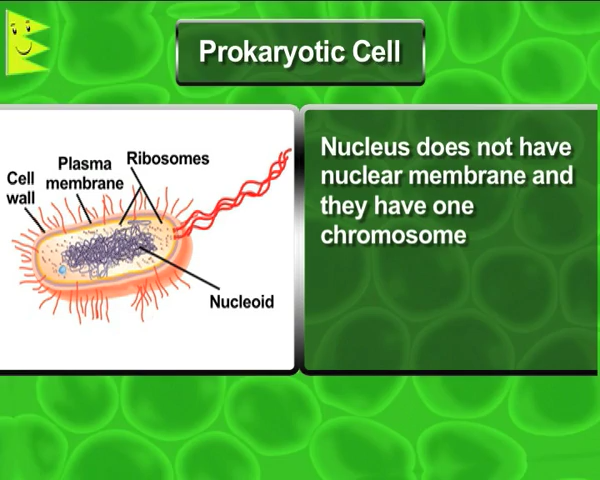 Prokaryotic Cell
Ribosomes
Plasma
membrane
Cell
wall
Nucleoid
Nucleus does not have
nuclear membrane and
they have one
chromosome